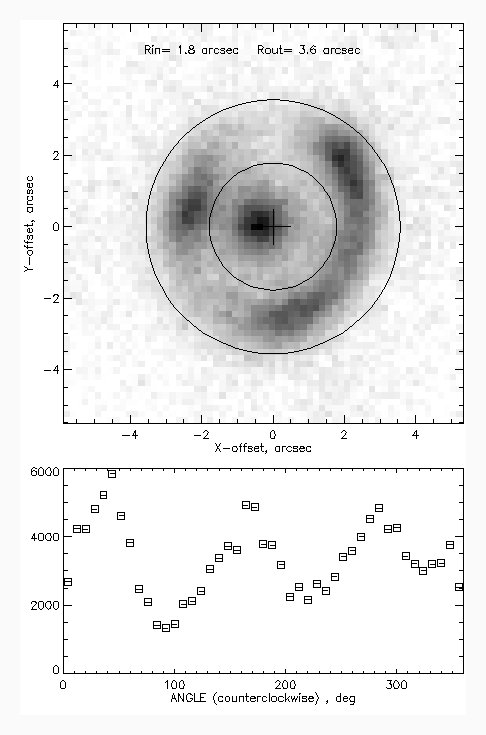 Rin= 1.8 arcsec Rout= 3.6 arcsec
4
2
0
−2
−4
Y−offset, arcsec
−4 −2 0 2 4
X−offset, arcsec
6000
4000
2000
0
0 100 200 300
ANGLE (counterclockwise) , deg